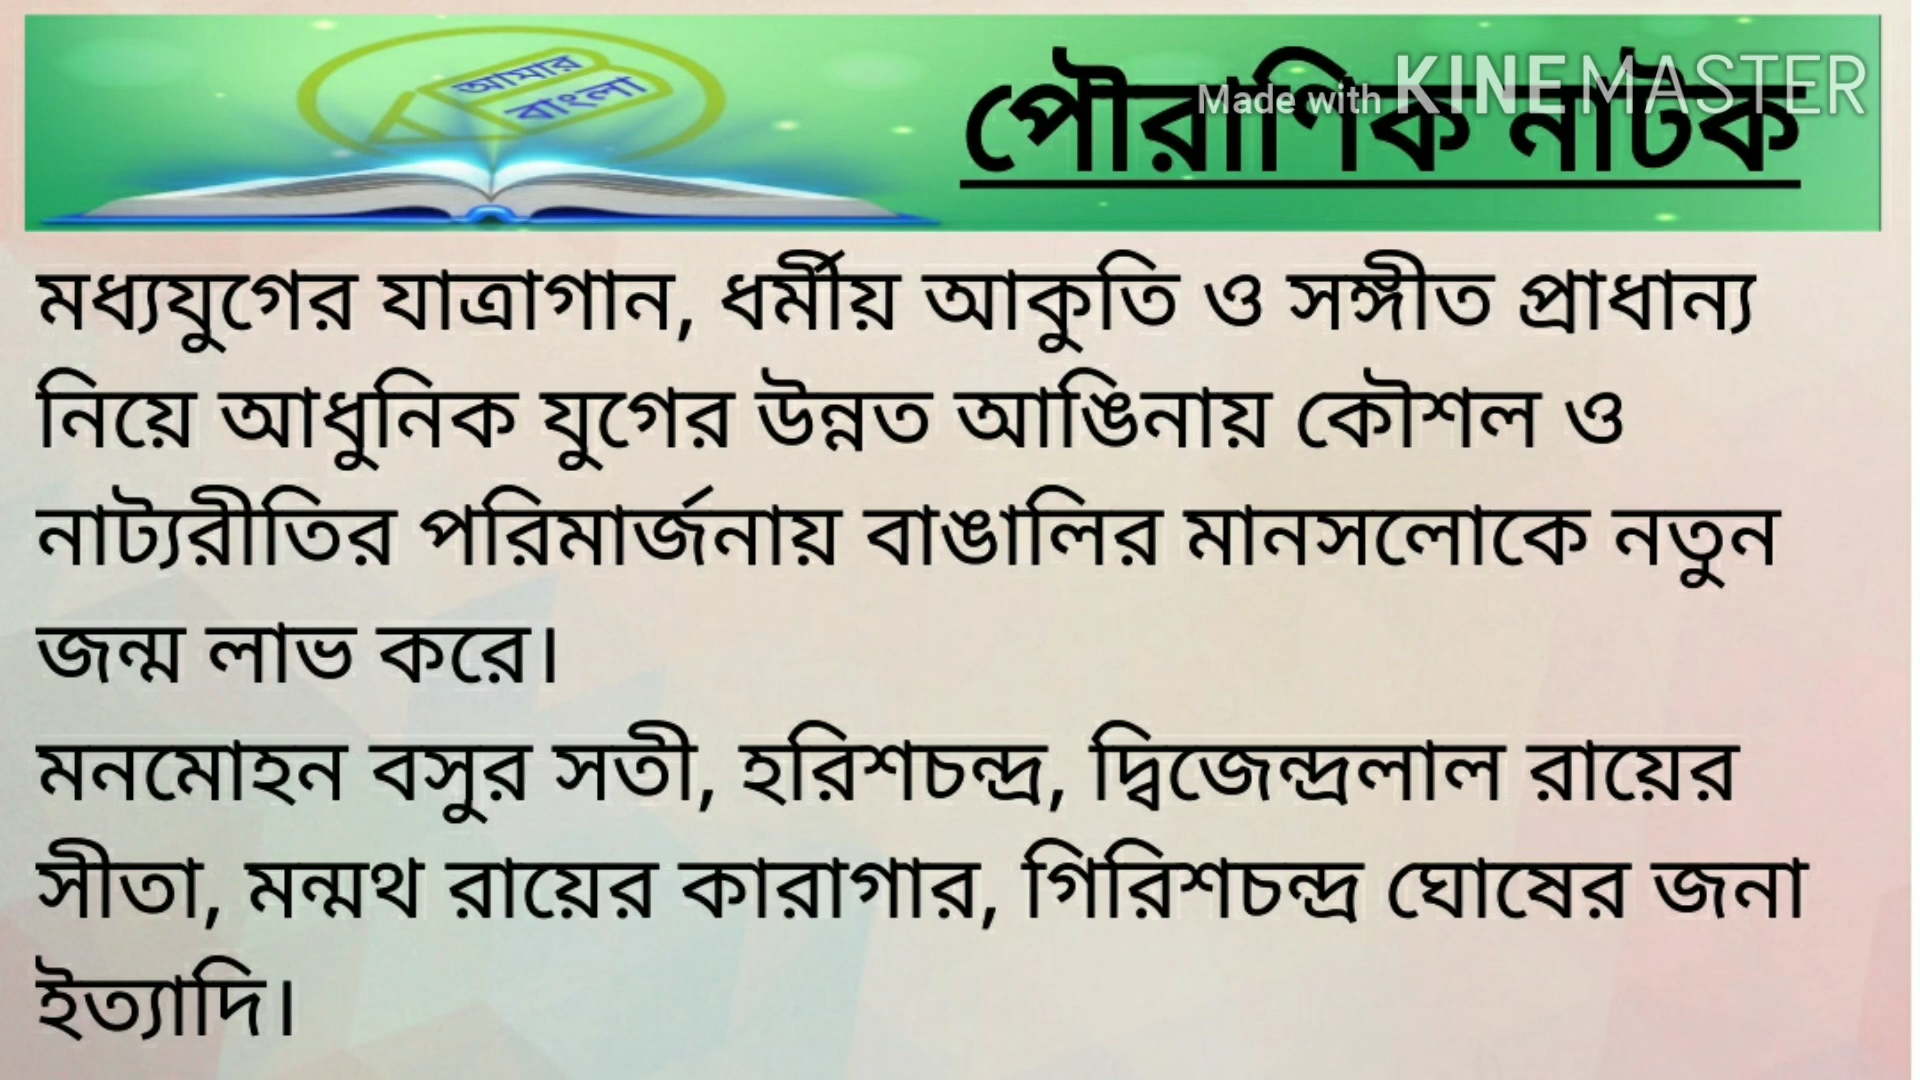 আমার
বাংলা
পৌরাণিক নাটক
Made with KINEMASTER
মধ্যযুগের যাত্রাগান, ধর্মীয় আকুতি ও সঙ্গীত প্রাধান্য
নিয়ে আধুনিক যুগের উন্নত আঙিনায় কৌশল ও
নাট্যরীতির পরিমার্জনায় বাঙালির মানসলোকে নতুন
জন্ম লাভ করে।
মনমোহন বসুর সতী, হরিশচন্দ্র, দ্বিজেন্দ্রলাল রায়ের
সীতা, মন্মথ রায়ের কারাগার, গিরিশচন্দ্র ঘোষের জনা
ইত্যাদি।